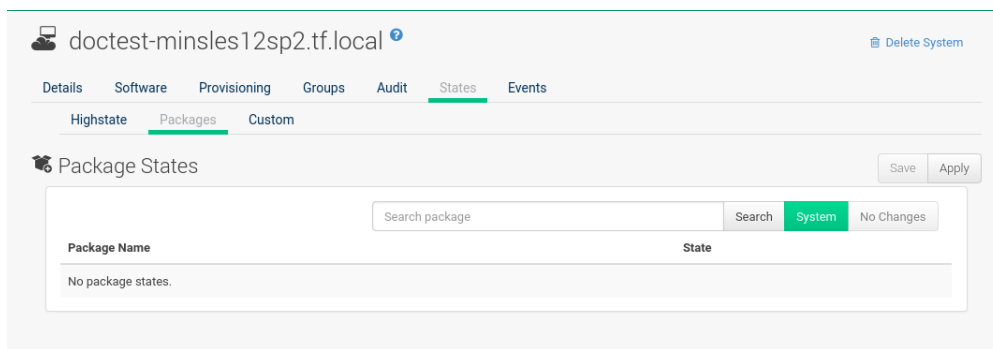 doctest-minsles12sp2.tf.local ?
Delete System
Details Software Provisioning Groups Audit States Events
Highstate Packages Custom
Package States
Save Apply
Search package Search System No Changes
Package Name State
No package states.